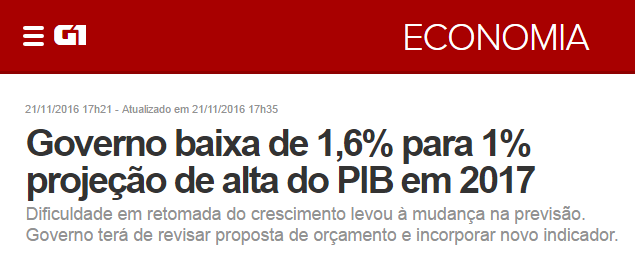 G1 ECONOMIA
21/11/2016 17h21 - Atualizado em 21/11/2016 17h35
Governo baixa de 1,6% para 1%
projeção de alta do PIB em 2017
Dificuldade em retomada do crescimento levou à mudança na previsão.
Governo terá de revisar proposta de orçamento e incorporar novo indicador.